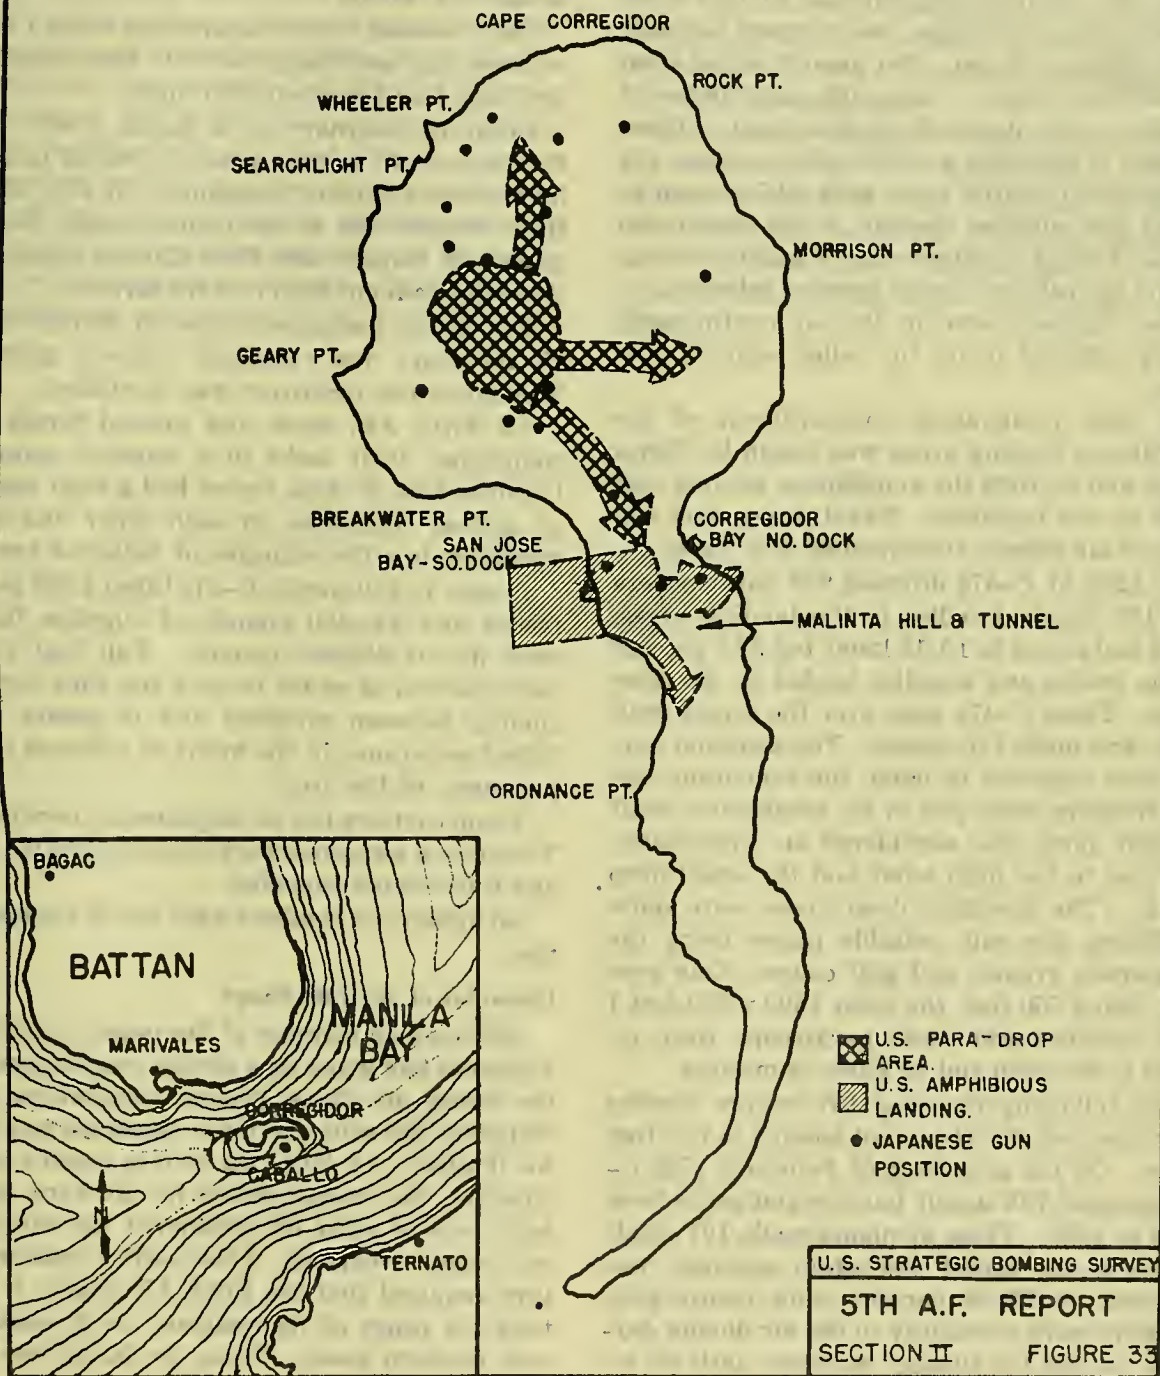 CAPE CORREGIDOR
ROCK PT.
WHEELER PT.
SEARCHLIGHT PT.
MORRISON PT.
GEARY PT.
BREAKWATER PT.
SAN JOSE
BAY-SO.DOCK
CORREGIDOR
BAY NO.DOCK
MALINTA HILL & TUNNEL
ORDNANCE PT.
BAGAC
BATTAN
MANILA
BAY
MARIVALES
CORREGIDOR
CABALLO
N
TERNATO
U.S. PARA-DROP
AREA.
U.S. AMPHIBIOUS
LANDING.
JAPANESE GUN
POSITION
U. S. STRATEGIC BOMBING SURVEY
5TH A.F. REPORT
SECTION II FIGURE 33